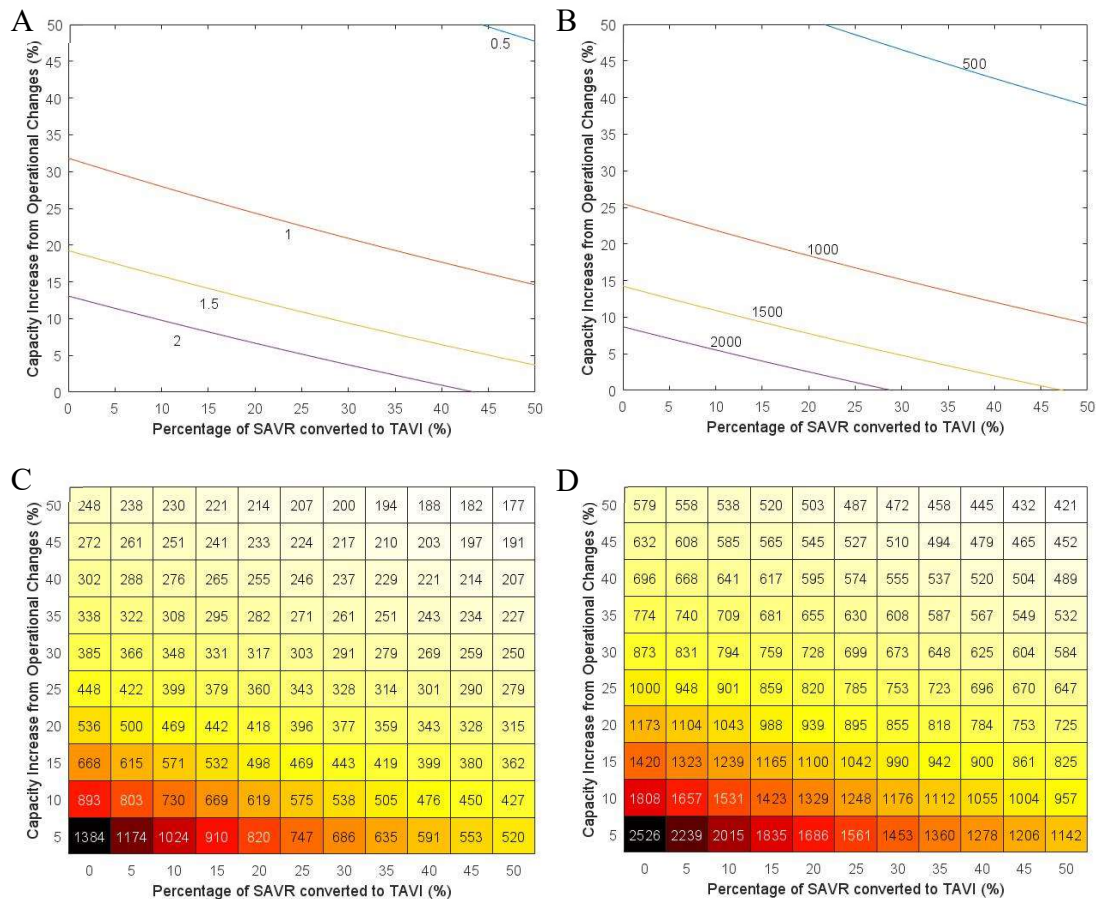 A
Capacity Increase from Operational Changes (%)
50
45
40
35
30
25
20
15
10
5
0
0.5
1
1.5
2
0 5 10 15 20 25 30 35 40 45 50
Percentage of SAVR converted to TAVI (%)
B
Capacity Increase from Operational Changes (%)
50
45
40
35
30
25
20
15
10
5
0
500
1000
1500
2000
0 5 10 15 20 25 30 35 40 45 50
Percentage of SAVR converted to TAVI (%)
C
Capacity Increase from Operational Changes (%)
50 248 238 230 221 214 207 200 194 188 182 177
45 272 261 251 241 233 224 217 210 203 197 191
40 302 288 276 265 255 246 237 229 221 214 207
35 338 322 308 295 282 271 261 251 243 234 227
30 385 366 348 331 317 303 291 279 269 259 250
25 448 422 399 379 360 343 328 314 301 290 279
20 536 500 469 442 418 396 377 359 343 328 315
15 668 615 571 532 498 469 443 419 399 380 362
10 893 803 730 669 619 575 538 505 476 450 427
5 1384 1174 1024 910 820 747 686 635 591 553 520
0 5 10 15 20 25 30 35 40 45 50
Percentage of SAVR converted to TAVI (%)
D
Capacity Increase from Operational Changes (%)
50 579 558 538 520 503 487 472 458 445 432 421
45 632 608 585 565 545 527 510 494 479 465 452
40 696 668 641 617 595 574 555 537 520 504 489
35 774 740 709 681 655 630 608 587 567 549 532
30 873 831 794 759 728 699 673 648 625 604 584
25 1000 948 901 859 820 785 753 723 696 670 647
20 1173 1104 1043 988 939 895 855 818 784 753 725
15 1420 1323 1239 1165 1100 1042 990 942 900 861 825
10 1808 1657 1531 1423 1329 1248 1176 1112 1055 1004 957
5 2526 2239 2015 1835 1686 1561 1453 1360 1278 1206 1142
0 5 10 15 20 25 30 35 40 45 50
Percentage of SAVR converted to TAVI (%)